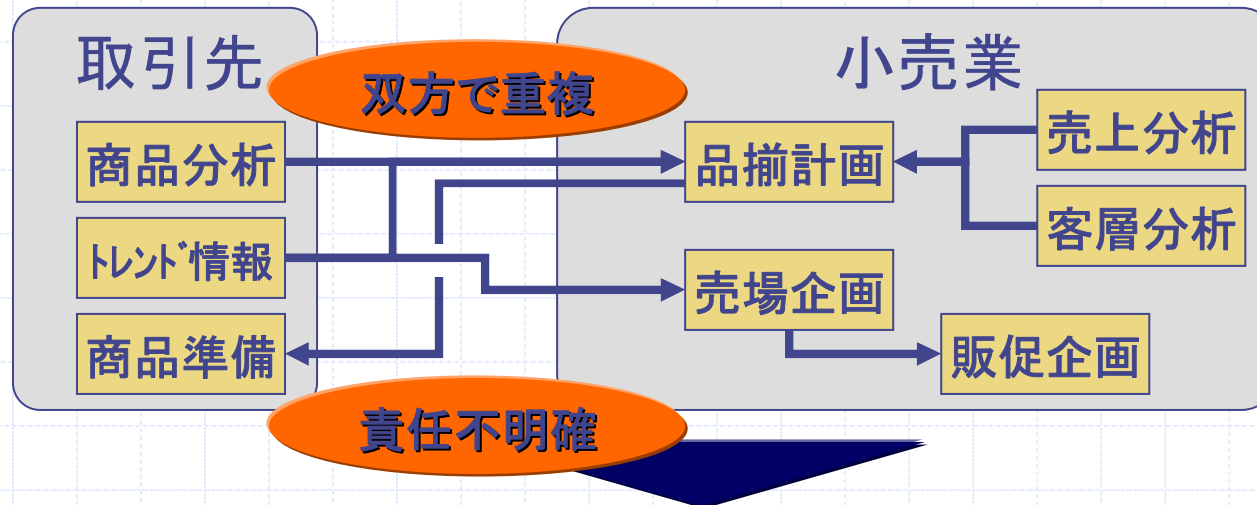 取引先
小売業
双方で重複
商品分析
ﾄﾚﾝﾄﾞ情報
商品準備
品揃計画
売場企画
売上分析
客層分析
販促企画
責任不明確